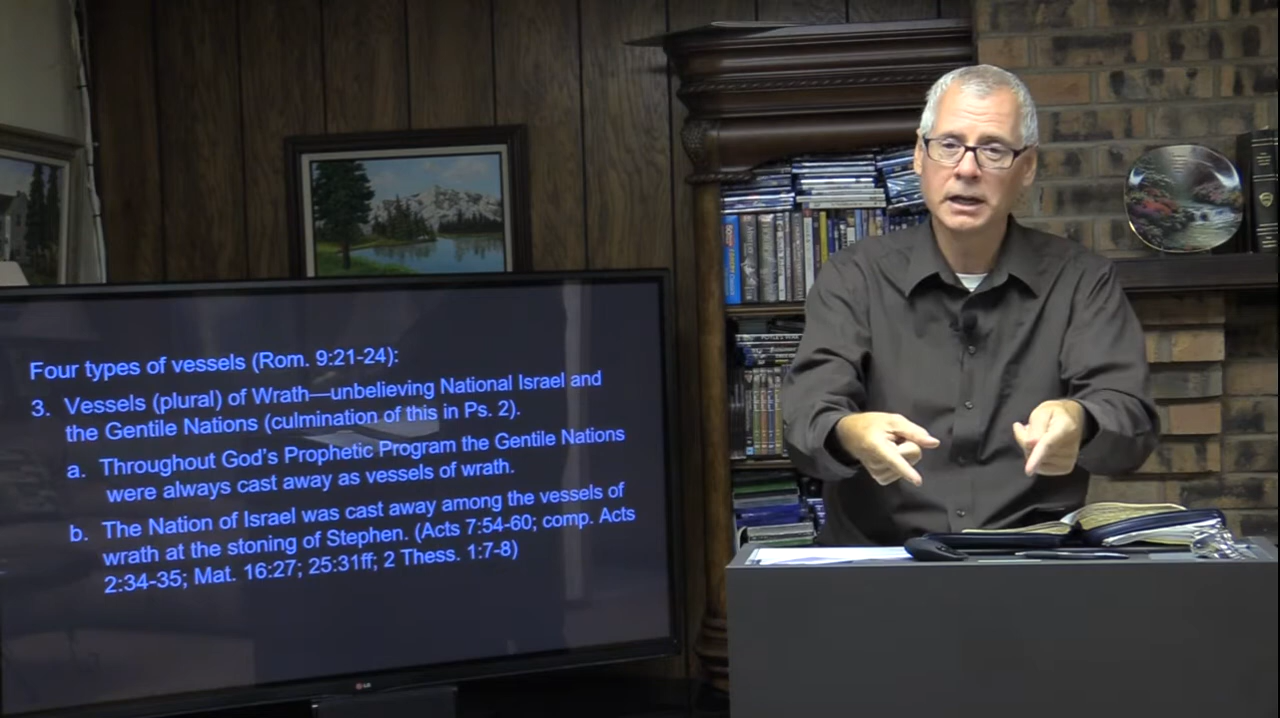 Four types of vessels (Rom. 9:21-24):
3. Vessels (plural) of Wrath—unbelieving National Israel and
the Gentile Nations (culmination of this in Ps. 2).
a. Throughout God's Prophetic Program the Gentile Nations
were always cast away as vessels of wrath.
b. The Nation of Israel was cast away among the vessels of
wrath at the stoning of Stephen. (Acts 7:54-60; comp. Acts
2:34-35; Mat. 16:27; 25:31ff; 2 Thess. 1:7-8)
LG